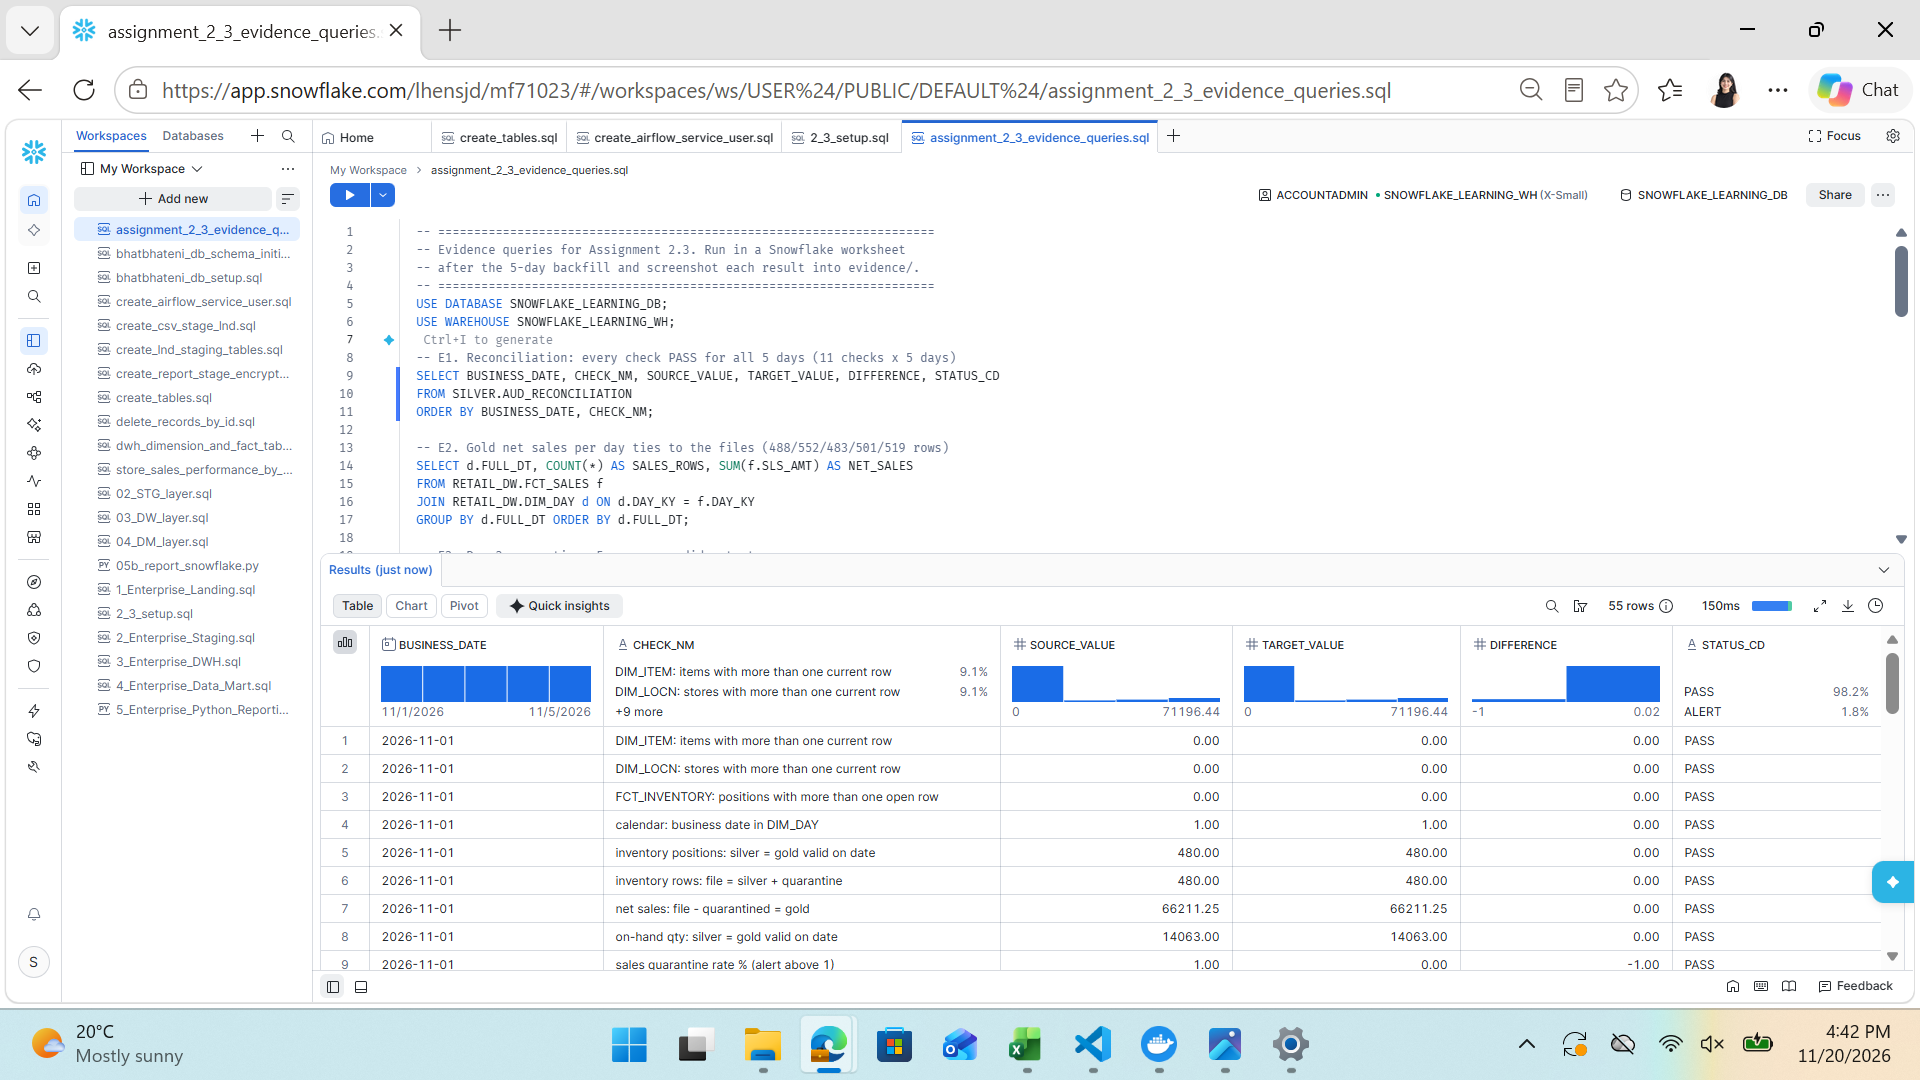 assignment_2_3_evidence_queries.
https://app.snowflake.com/lhensjd/mf71023/#/workspaces/ws/USER%24/PUBLIC/DEFAULT%24/assignment_2_3_evidence_queries.sql
Chat
Workspaces
Databases
Home
create_tables.sql
create_airflow_service_user.sql
2_3_setup.sql
assignment_2_3_evidence_queries.sql
Focus
My Workspace
Add new
assignment_2_3_evidence_q...
bhatbhateni_db_schema_initi...
bhatbhateni_db_setup.sql
create_airflow_service_user.sql
create_csv_stage_lnd.sql
create_lnd_staging_tables.sql
create_report_stage_encrypt...
create_tables.sql
delete_records_by_id.sql
dwh_dimension_and_fact_tab...
store_sales_performance_by_...
02_STG_layer.sql
03_DW_layer.sql
04_DM_layer.sql
05b_report_snowflake.py
1_Enterprise_Landing.sql
2_3_setup.sql
2_Enterprise_Staging.sql
3_Enterprise_DWH.sql
4_Enterprise_Data_Mart.sql
5_Enterprise_Python_Reporti...
S
My Workspace > assignment_2_3_evidence_queries.sql
ACCOUNTADMIN • SNOWFLAKE_LEARNING_WH (X-Small)
SNOWFLAKE_LEARNING_DB
Share
1 -- =====================================================================
2 -- Evidence queries for Assignment 2.3. Run in a Snowflake worksheet
3 -- after the 5-day backfill and screenshot each result into evidence/.
4 -- =====================================================================
5 USE DATABASE SNOWFLAKE_LEARNING_DB;
6 USE WAREHOUSE SNOWFLAKE_LEARNING_WH;
7 Ctrl+I to generate
8 -- E1. Reconciliation: every check PASS for all 5 days (11 checks x 5 days)
9 SELECT BUSINESS_DATE, CHECK_NM, SOURCE_VALUE, TARGET_VALUE, DIFFERENCE, STATUS_CD
10 FROM SILVER.AUD_RECONCILIATION
11 ORDER BY BUSINESS_DATE, CHECK_NM;
12
13 -- E2. Gold net sales per day ties to the files (488/552/483/501/519 rows)
14 SELECT d.FULL_DT, COUNT(*) AS SALES_ROWS, SUM(f.SLS_AMT) AS NET_SALES
15 FROM RETAIL_DW.FCT_SALES f
16 JOIN RETAIL_DW.DIM_DAY d ON d.DAY_KY = f.DAY_KY
17 GROUP BY d.FULL_DT ORDER BY d.FULL_DT;
18
Results (just now)
Table
Chart
Pivot
Quick insights
55 rows
150ms
BUSINESS_DATE CHECK_NM SOURCE_VALUE TARGET_VALUE DIFFERENCE STATUS_CD
DIM_ITEM: items with more than one current row 9.1%
DIM_LOCN: stores with more than one current row 9.1%
+9 more
11/1/2026 11/5/2026
0 71196.44
0 71196.44
-1 0.02
PASS 98.2%
ALERT 1.8%
1 2026-11-01 DIM_ITEM: items with more than one current row 0.00 0.00 0.00 PASS
2 2026-11-01 DIM_LOCN: stores with more than one current row 0.00 0.00 0.00 PASS
3 2026-11-01 FCT_INVENTORY: positions with more than one open row 0.00 0.00 0.00 PASS
4 2026-11-01 calendar: business date in DIM_DAY 1.00 1.00 0.00 PASS
5 2026-11-01 inventory positions: silver = gold valid on date 480.00 480.00 0.00 PASS
6 2026-11-01 inventory rows: file = silver + quarantine 480.00 480.00 0.00 PASS
7 2026-11-01 net sales: file - quarantined = gold 66211.25 66211.25 0.00 PASS
8 2026-11-01 on-hand qty: silver = gold valid on date 14063.00 14063.00 0.00 PASS
9 2026-11-01 sales quarantine rate % (alert above 1) 1.00 0.00 -1.00 PASS
Feedback
20°C
Mostly sunny
4:42 PM
11/20/2026